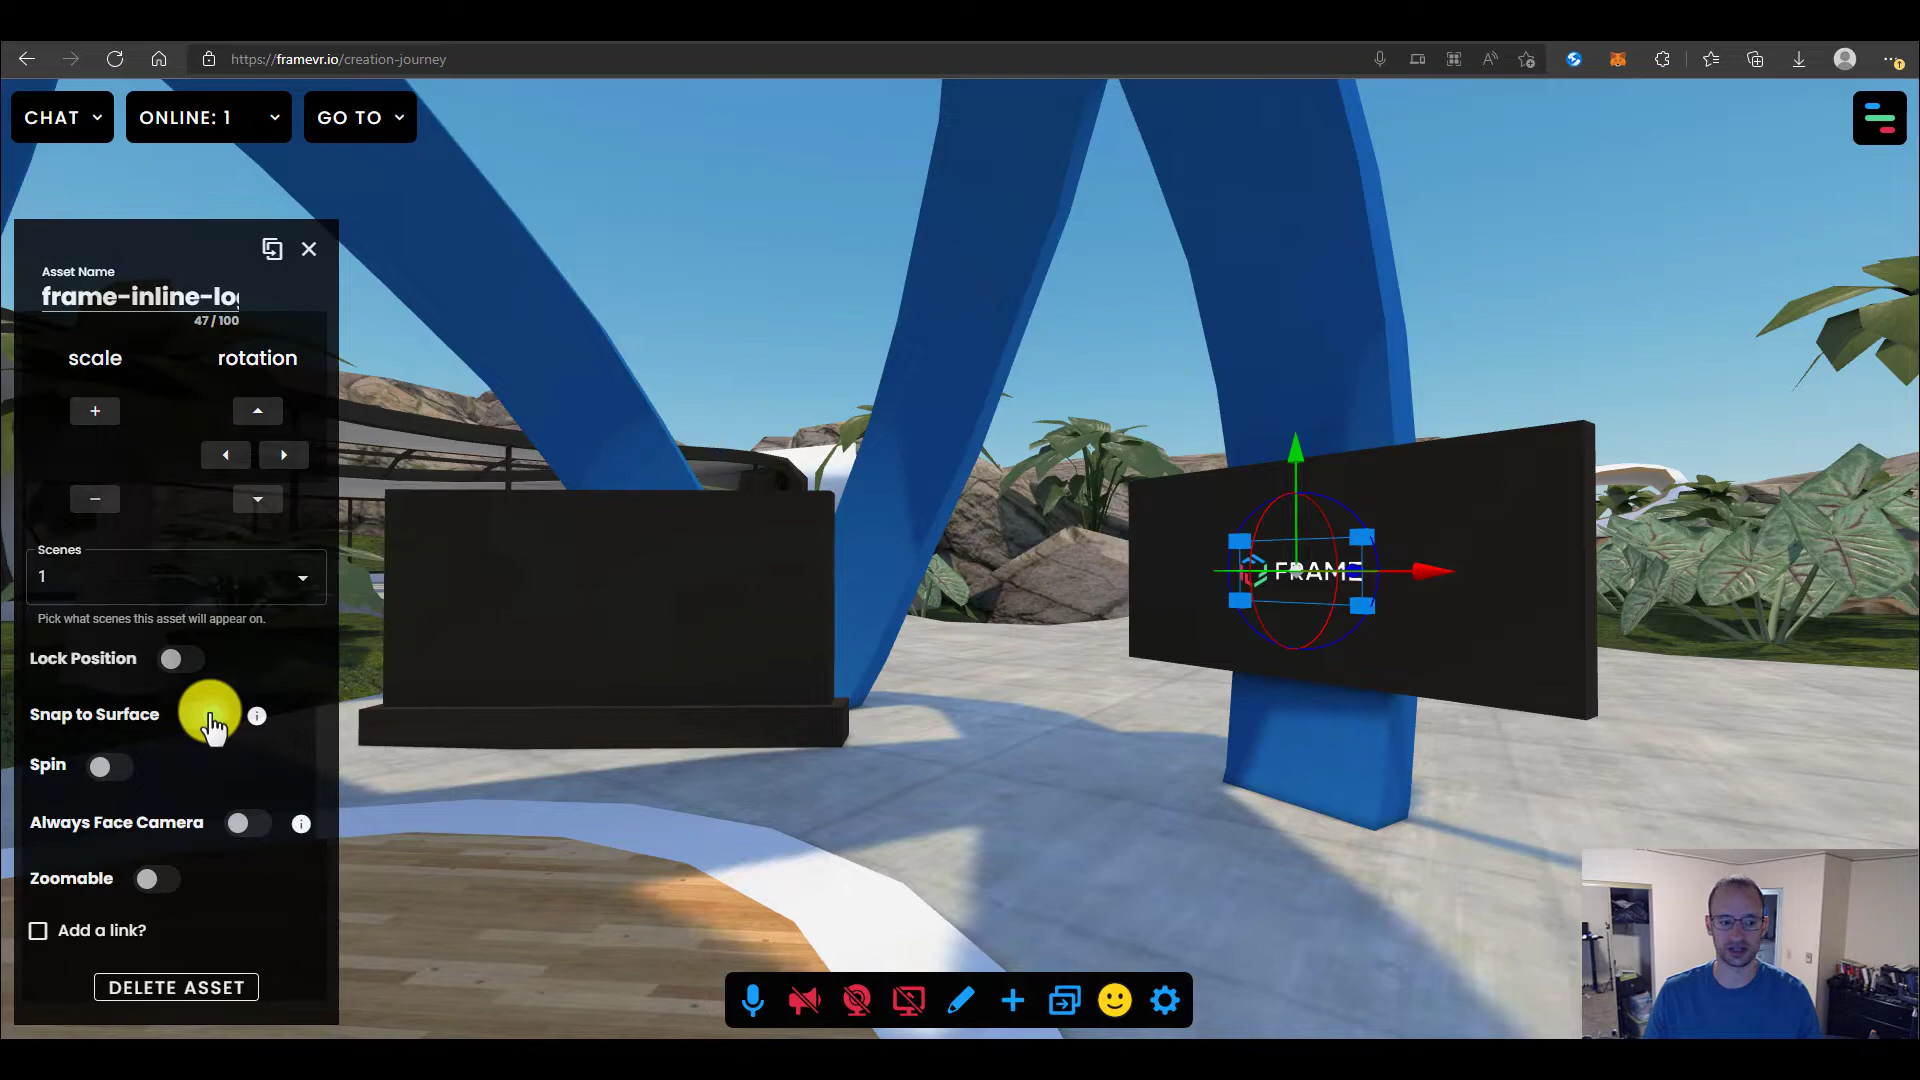 https://framevr.io/creation-journey
CHAT
ONLINE: 1
GO TO
Asset Name
frame-inline-lo
47 / 100
scale
rotation
+
−
Scenes
1
Pick what scenes this asset will appear on.
Lock Position
Snap to Surface
Spin
Always Face Camera
Zoomable
Add a link?
DELETE ASSET
FRAME